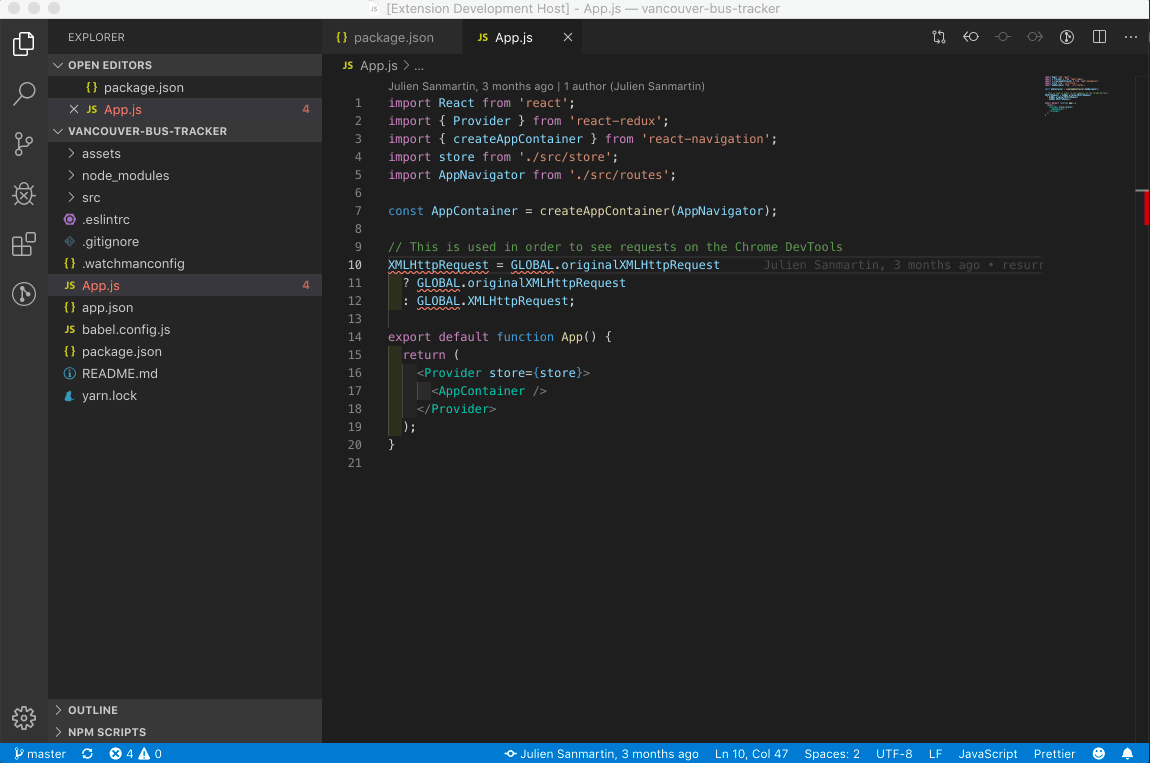 [Extension Development Host] - App.js — vancouver-bus-tracker
EXPLORER
OPEN EDITORS
{} package.json
JS App.js 4
VANCOUVER-BUS-TRACKER
assets
node_modules
src
.eslintrc
.gitignore
{} .watchmanconfig
JS App.js 4
{} app.json
JS babel.config.js
{} package.json
README.md
yarn.lock
OUTLINE
NPM SCRIPTS
{} package.json
JS App.js
JS App.js > ...
Julien Sanmartin, 3 months ago | 1 author (Julien Sanmartin)
1 import React from 'react';
2 import { Provider } from 'react-redux';
3 import { createAppContainer } from 'react-navigation';
4 import store from './src/store';
5 import AppNavigator from './src/routes';
6
7 const AppContainer = createAppContainer(AppNavigator);
8
9 // This is used in order to see requests on the Chrome DevTools
10 XMLHttpRequest = GLOBAL.originalXMLHttpRequest Julien Sanmartin, 3 months ago • resurr
11 ? GLOBAL.originalXMLHttpRequest
12 : GLOBAL.XMLHttpRequest;
13
14 export default function App() {
15 return (
16 <Provider store={store}>
17 <AppContainer />
18 </Provider>
19 );
20 }
21
master 4 0 Julien Sanmartin, 3 months ago Ln 10, Col 47 Spaces: 2 UTF-8 LF JavaScript Prettier